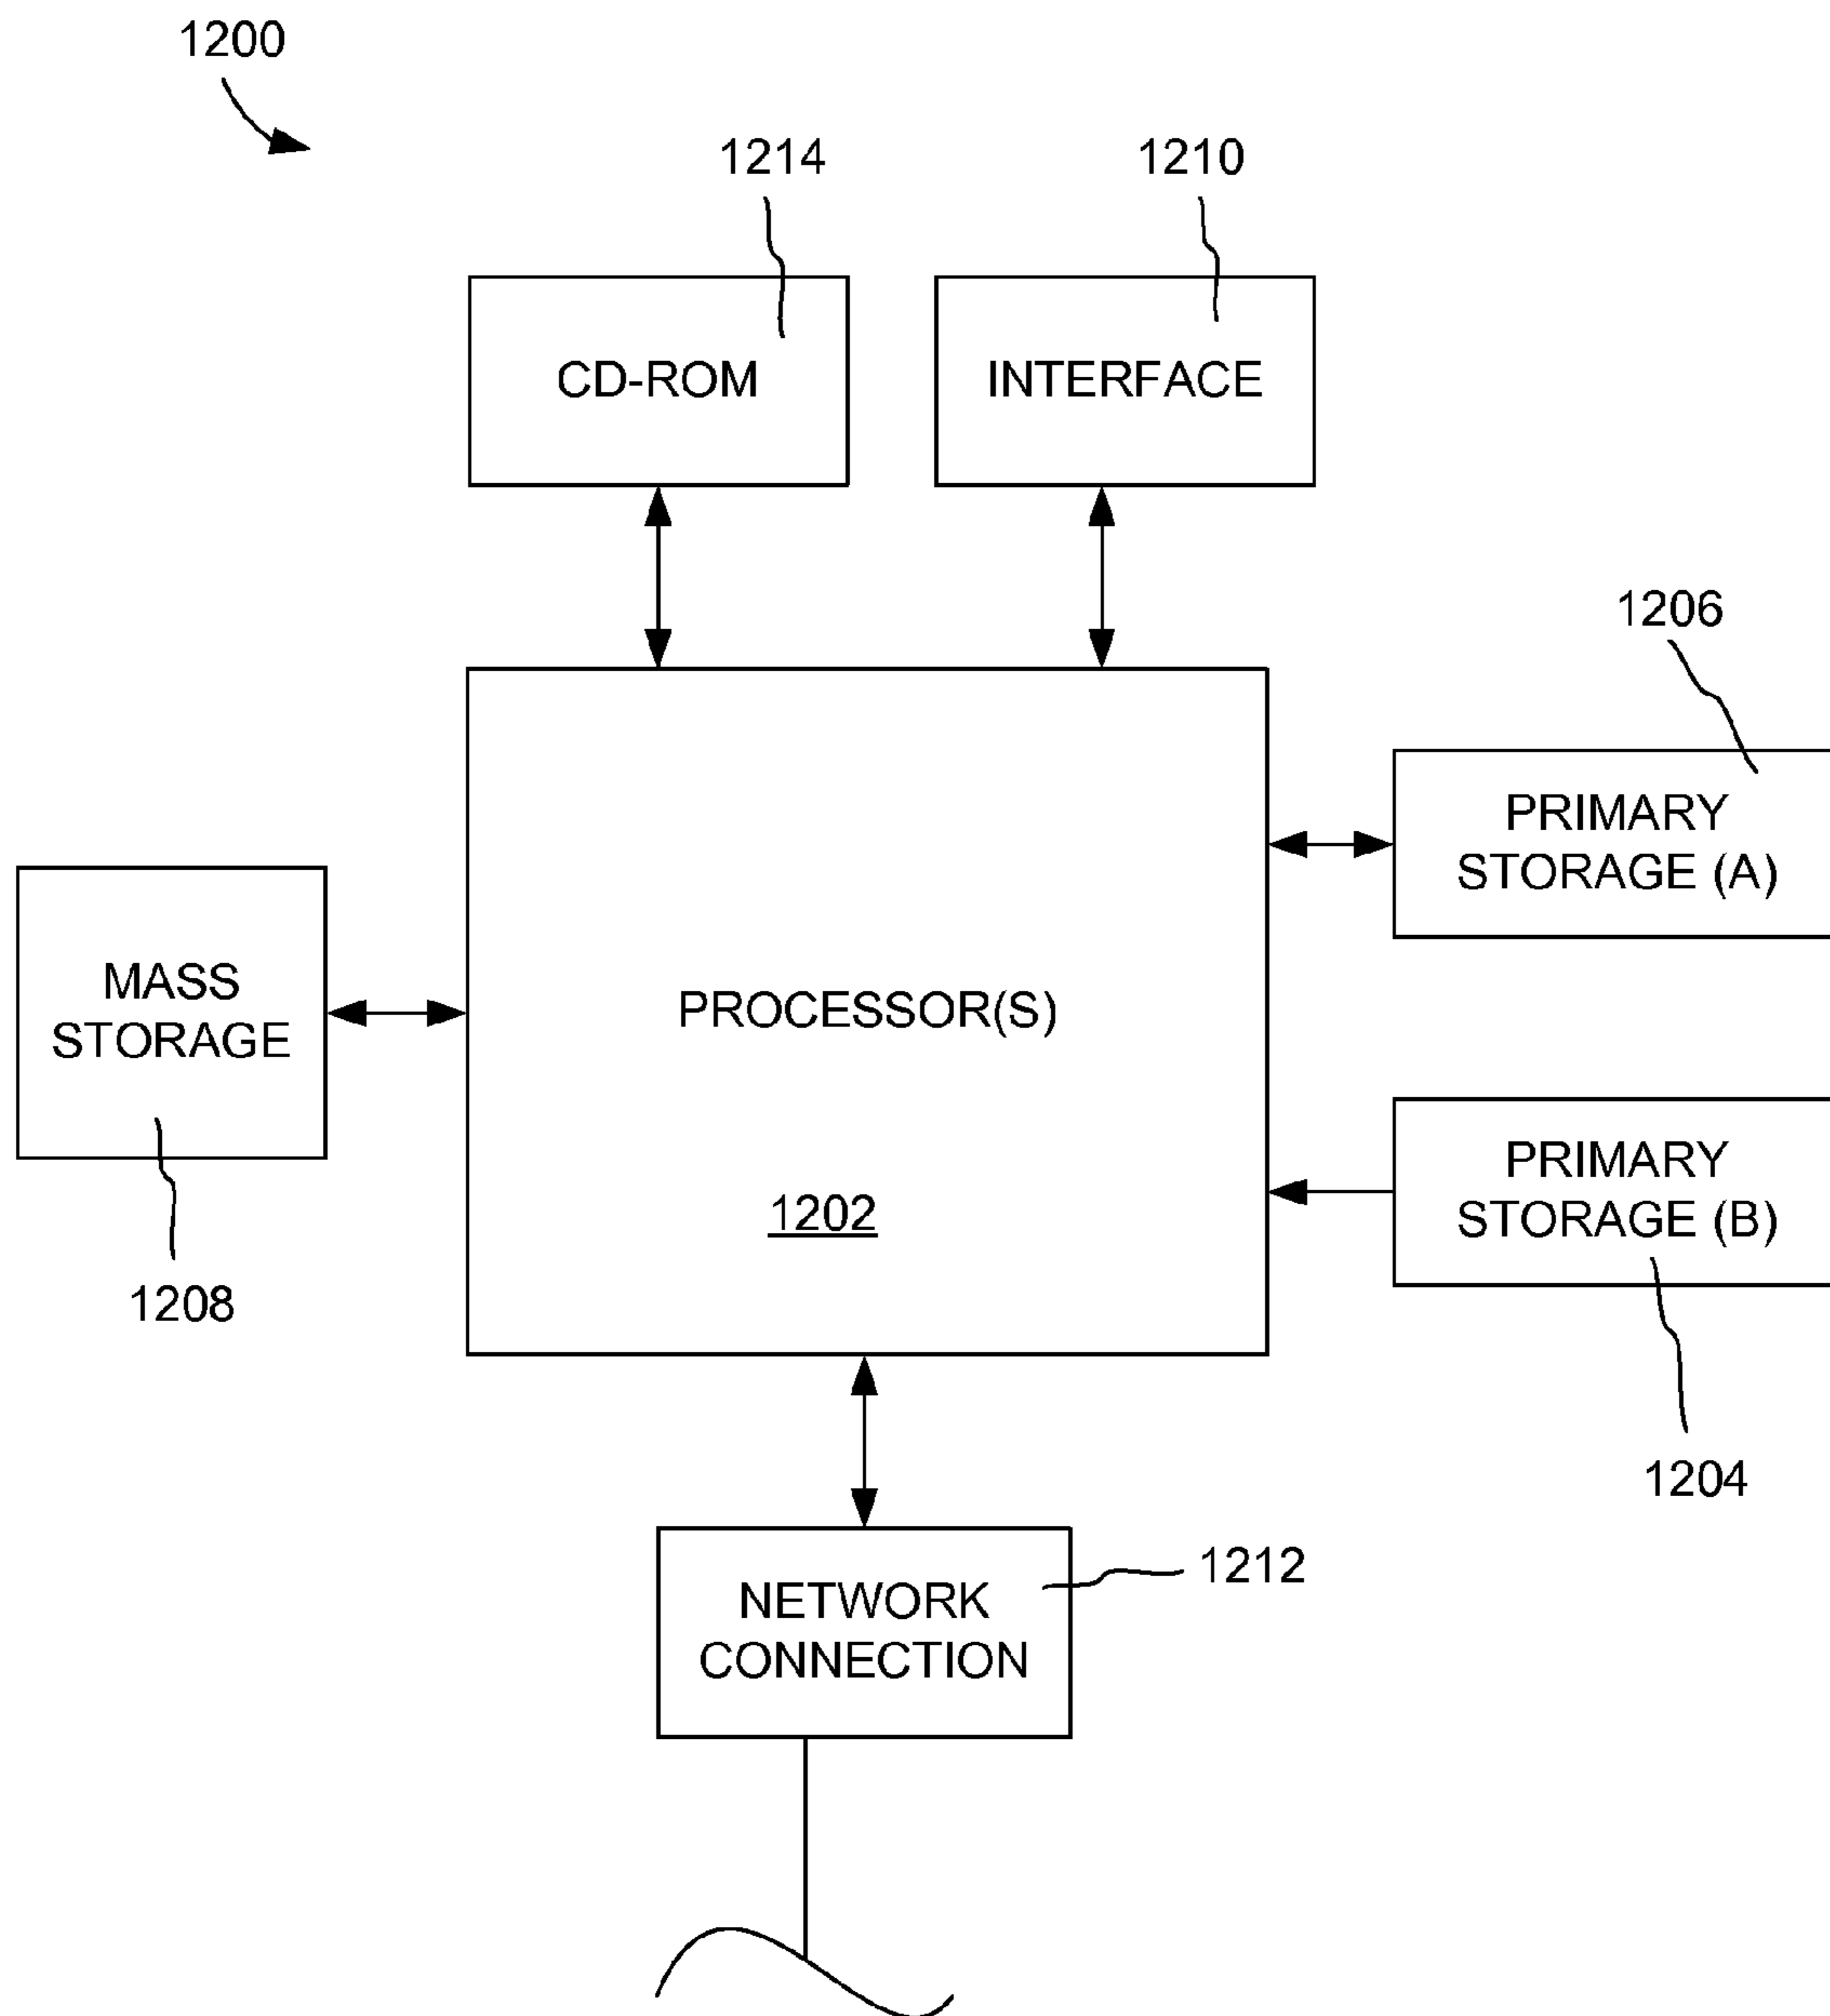 1200
1214
1210
CD-ROM
INTERFACE
1206
PRIMARY
STORAGE (A)
MASS
STORAGE
PROCESSOR(S)
1202
PRIMARY
STORAGE (B)
1208
1204
NETWORK
CONNECTION
1212